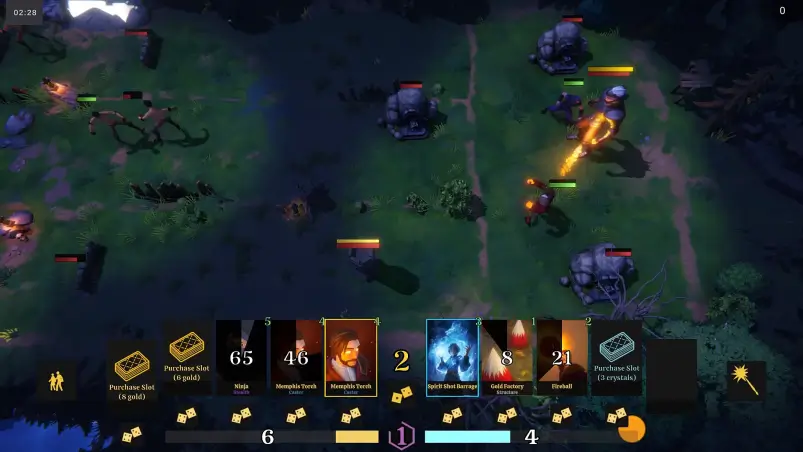 02:28
0
5
4
4
3
1
2
65
46
2
8
21
Purchase Slot
(8 gold)
Purchase Slot
(6 gold)
Ninja
Stealth
Memphis Torch
Caster
Memphis Torch
Caster
Spirit Shot Barrage
Gold Factory
Structure
Fireball
Purchase Slot
(3 crystals)
6
1
4